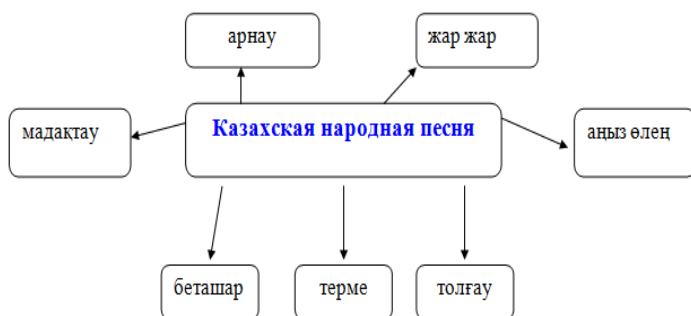 арнау
жар жар
мадақтау
Казахская народная песня
аңыз өлең
беташар
терме
толғау